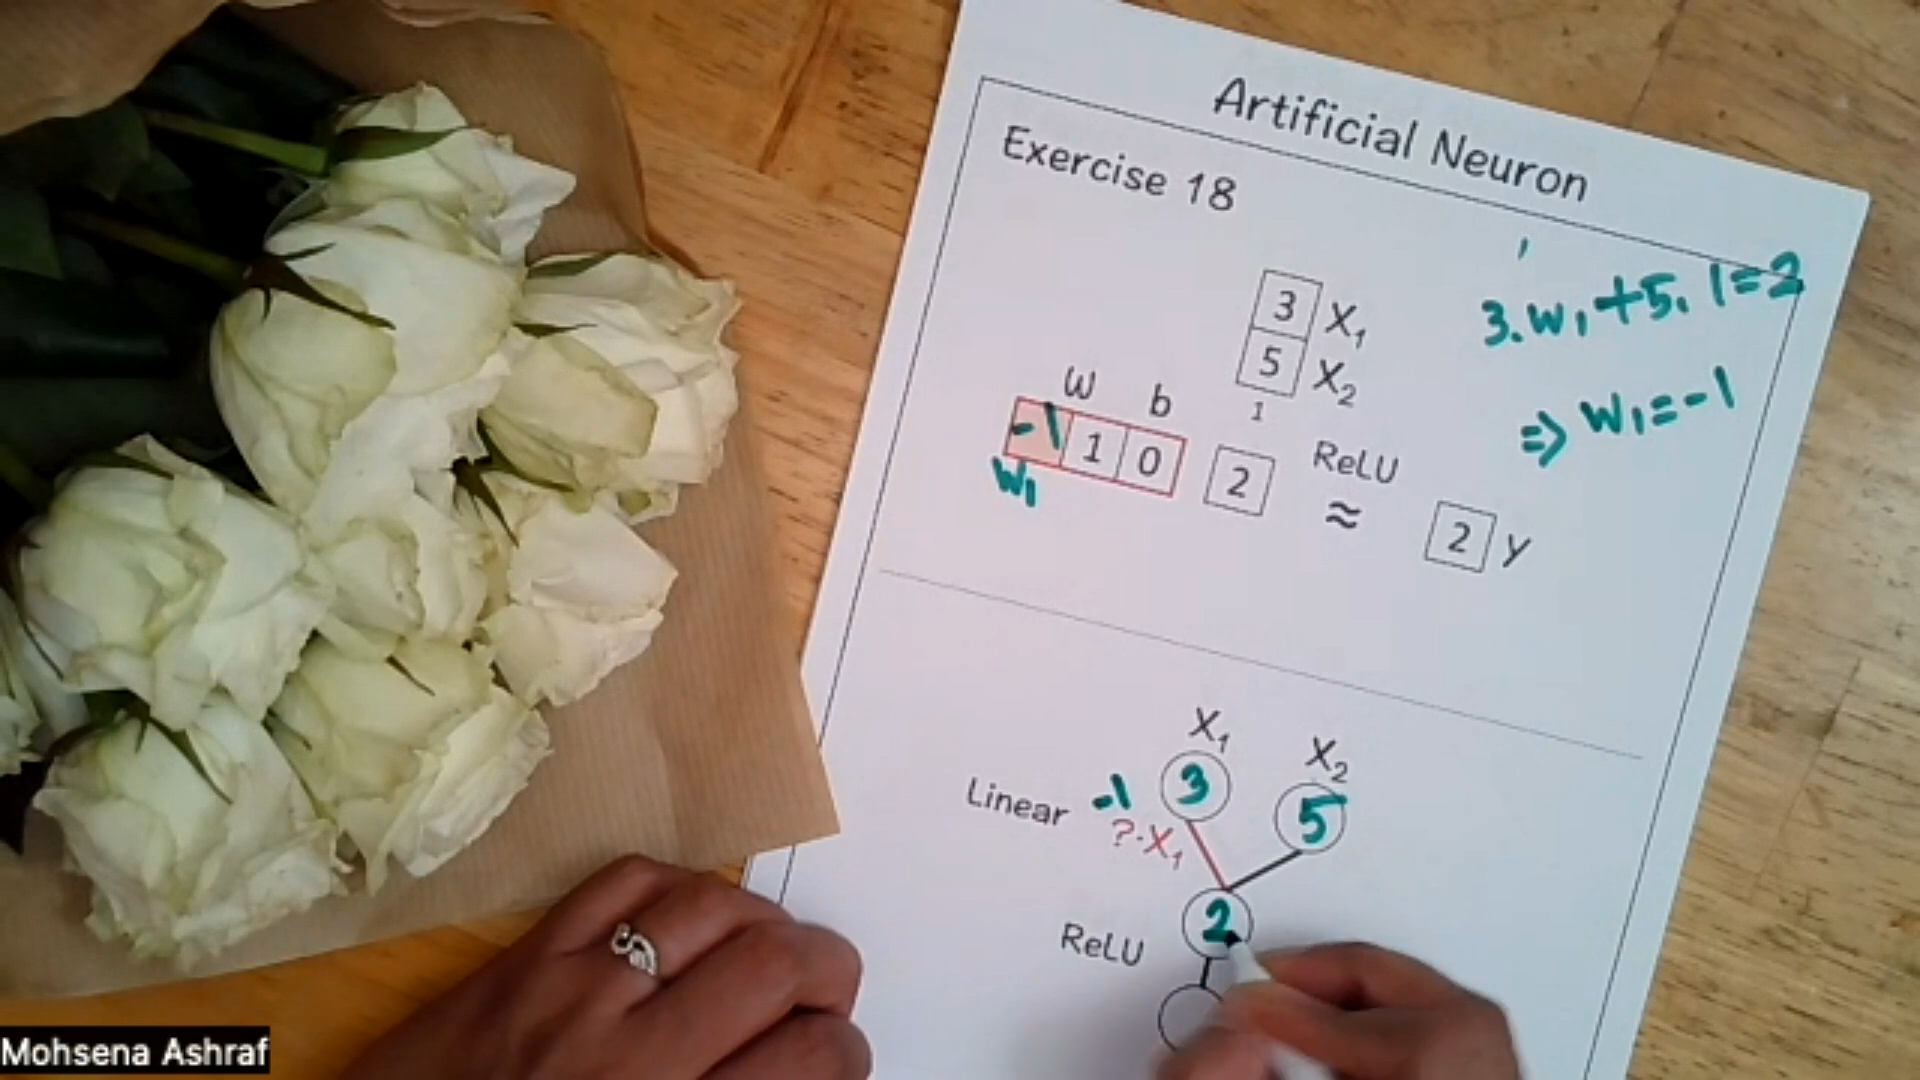 Artificial Neuron
Exercise 18
3 X₁
5 X₂
1
3.w₁+5.1=2
=> w₁=-1
w b
-1 1 0 2 ReLU ≈ 2 y
w₁
X₁ X₂
Linear -1 3 5
?·X₁
ReLU 2
Mohsena Ashraf